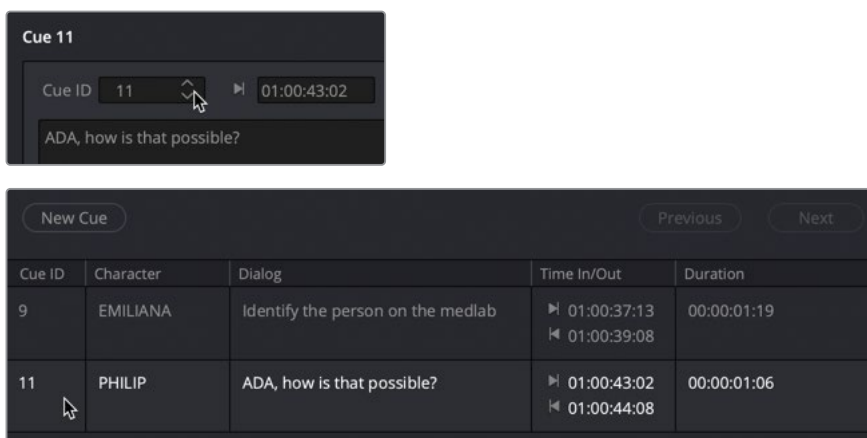 Cue 11
Cue ID 11 01:00:43:02
ADA, how is that possible?
New Cue Previous Next
Cue ID Character Dialog Time In/Out Duration
9 EMILIANA Identify the person on the medlab 01:00:37:13 00:00:01:19
01:00:39:08
11 PHILIP ADA, how is that possible? 01:00:43:02 00:00:01:06
01:00:44:08